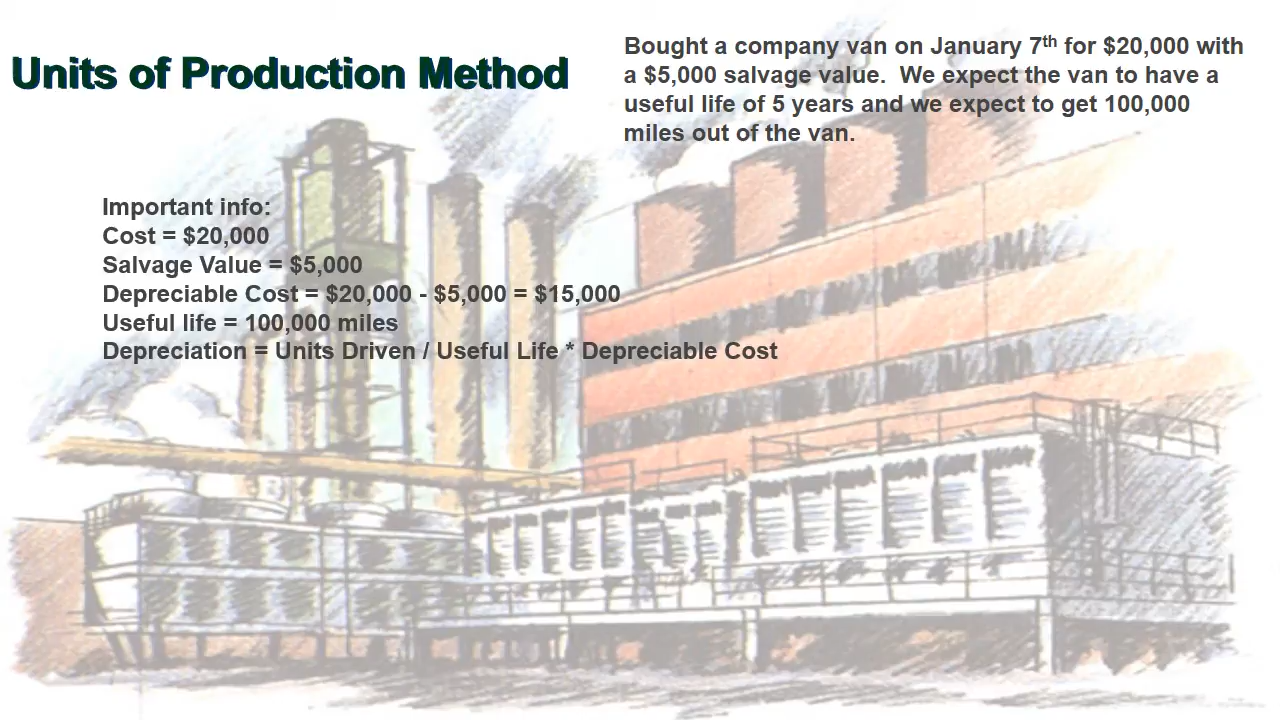 Units of Production Method
Bought a company van on January 7th for $20,000 with
a $5,000 salvage value.  We expect the van to have a
useful life of 5 years and we expect to get 100,000
miles out of the van.
Important info:
Cost = $20,000
Salvage Value = $5,000
Depreciable Cost = $20,000 - $5,000 = $15,000
Useful life = 100,000 miles
Depreciation = Units Driven / Useful Life * Depreciable Cost